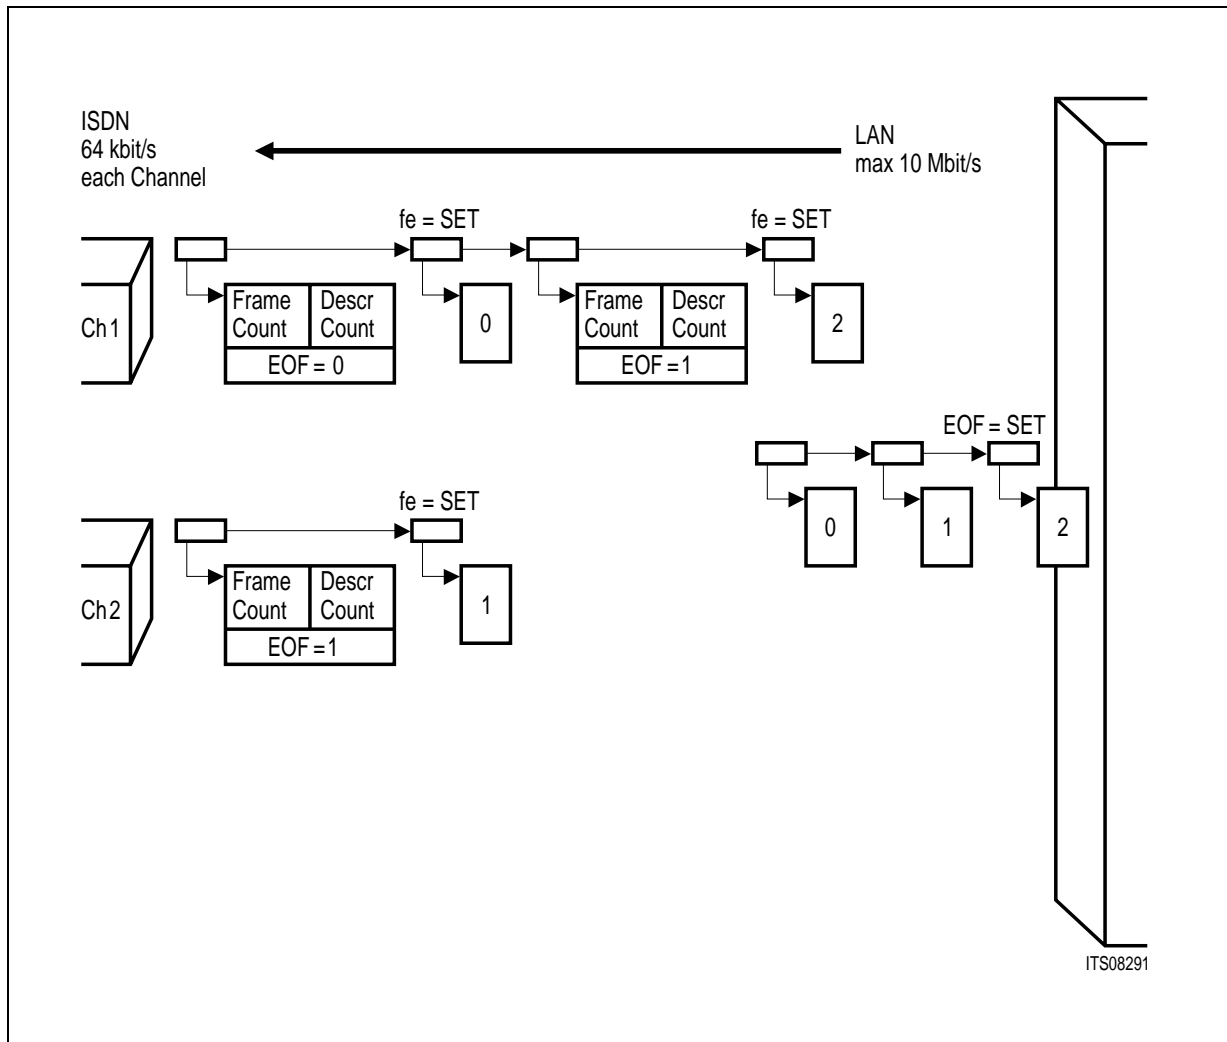 ISDN
64 kbit/s
each Channel
LAN
max 10 Mbit/s
fe = SET
fe = SET
Ch1
Frame Count
Descr Count
EOF = 0
0
Frame Count
Descr Count
EOF =1
2
EOF = SET
0
1
2
fe = SET
Ch2
Frame Count
Descr Count
EOF =1
1
ITS08291